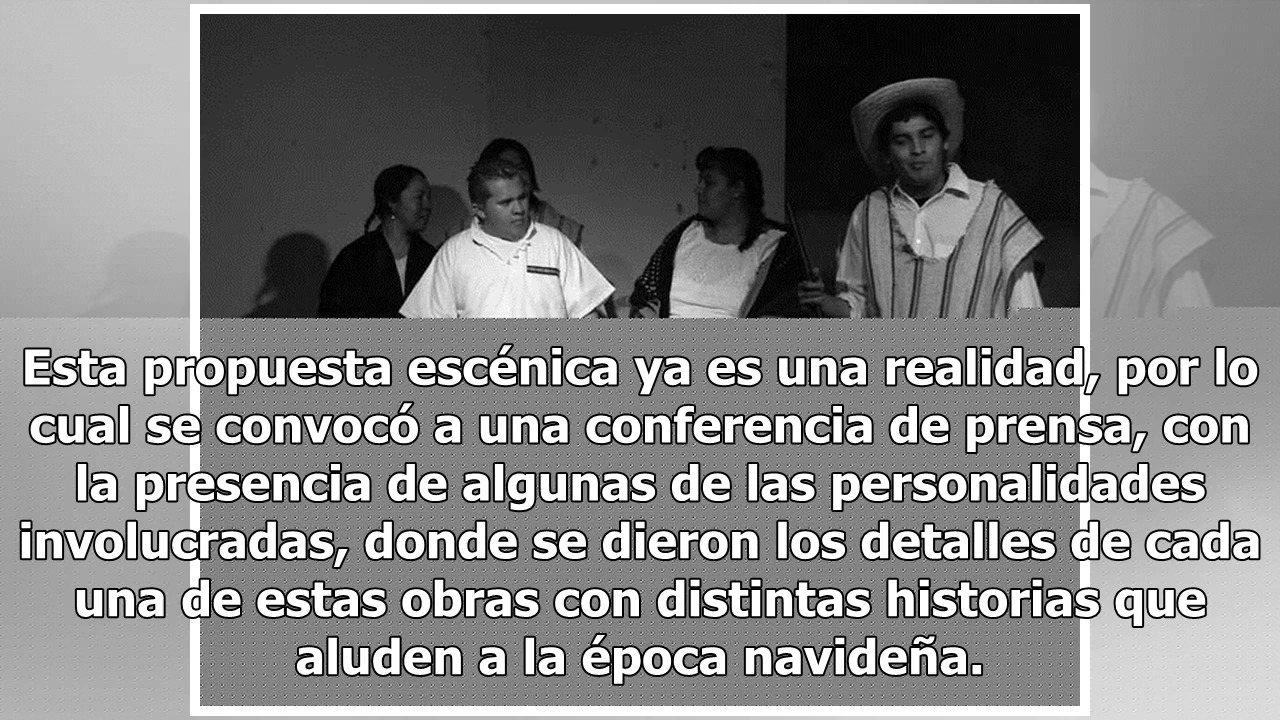 Esta propuesta escénica ya es una realidad, por lo
cual se convocó a una conferencia de prensa, con
la presencia de algunas de las personalidades
involucradas, donde se dieron los detalles de cada
una de estas obras con distintas historias que
aluden a la época navideña.